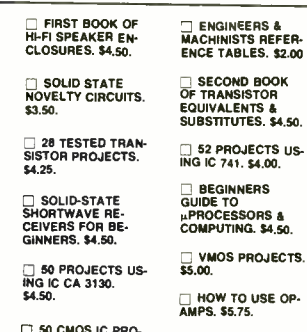 ☐ FIRST BOOK OF
HI-FI SPEAKER EN-
CLOSURES. $4.50.
☐ SOLID STATE
NOVELTY CIRCUITS.
$3.50.
☐ 28 TESTED TRAN-
SISTOR PROJECTS.
$4.25.
☐ SOLID-STATE
SHORTWAVE RE-
CEIVERS FOR BE-
GINNERS. $4.50.
☐ 50 PROJECTS US-
ING IC CA 3130.
$4.50.
☐ 50 CMOS IC PRO-
☐ ENGINEERS &
MACHINISTS REFER-
ENCE TABLES. $2.00
☐ SECOND BOOK
OF TRANSISTOR
EQUIVALENTS &
SUBSTITUTES. $4.50.
☐ 52 PROJECTS US-
ING IC 741. $4.00.
☐ BEGINNERS
GUIDE TO
µPROCESSORS &
COMPUTING. $4.50.
☐ VMOS PROJECTS.
$5.00.
☐ HOW TO USE OP-
AMPS. $5.75.